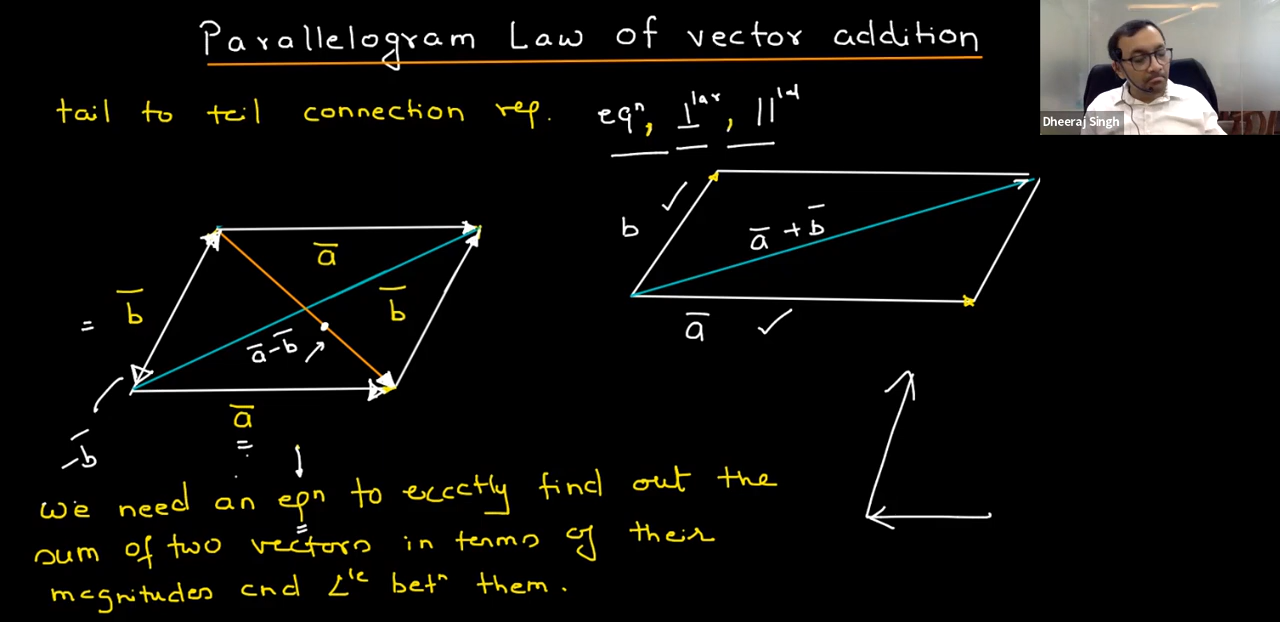 Parallelogram Law of vector addition
tail to tail connection rep. eqⁿ, ⊥ˡᵃʳ, ||ˡᵈ
Dheeraj Singh
b
a̅ + b̅
a̅
a̅
= b̅
b̅
a̅-b̅
a̅
-b̅
we need an eqⁿ to exactly find out the
sum of two vectors in terms of their
magnitudes and ∠ˡᵉ betⁿ them.